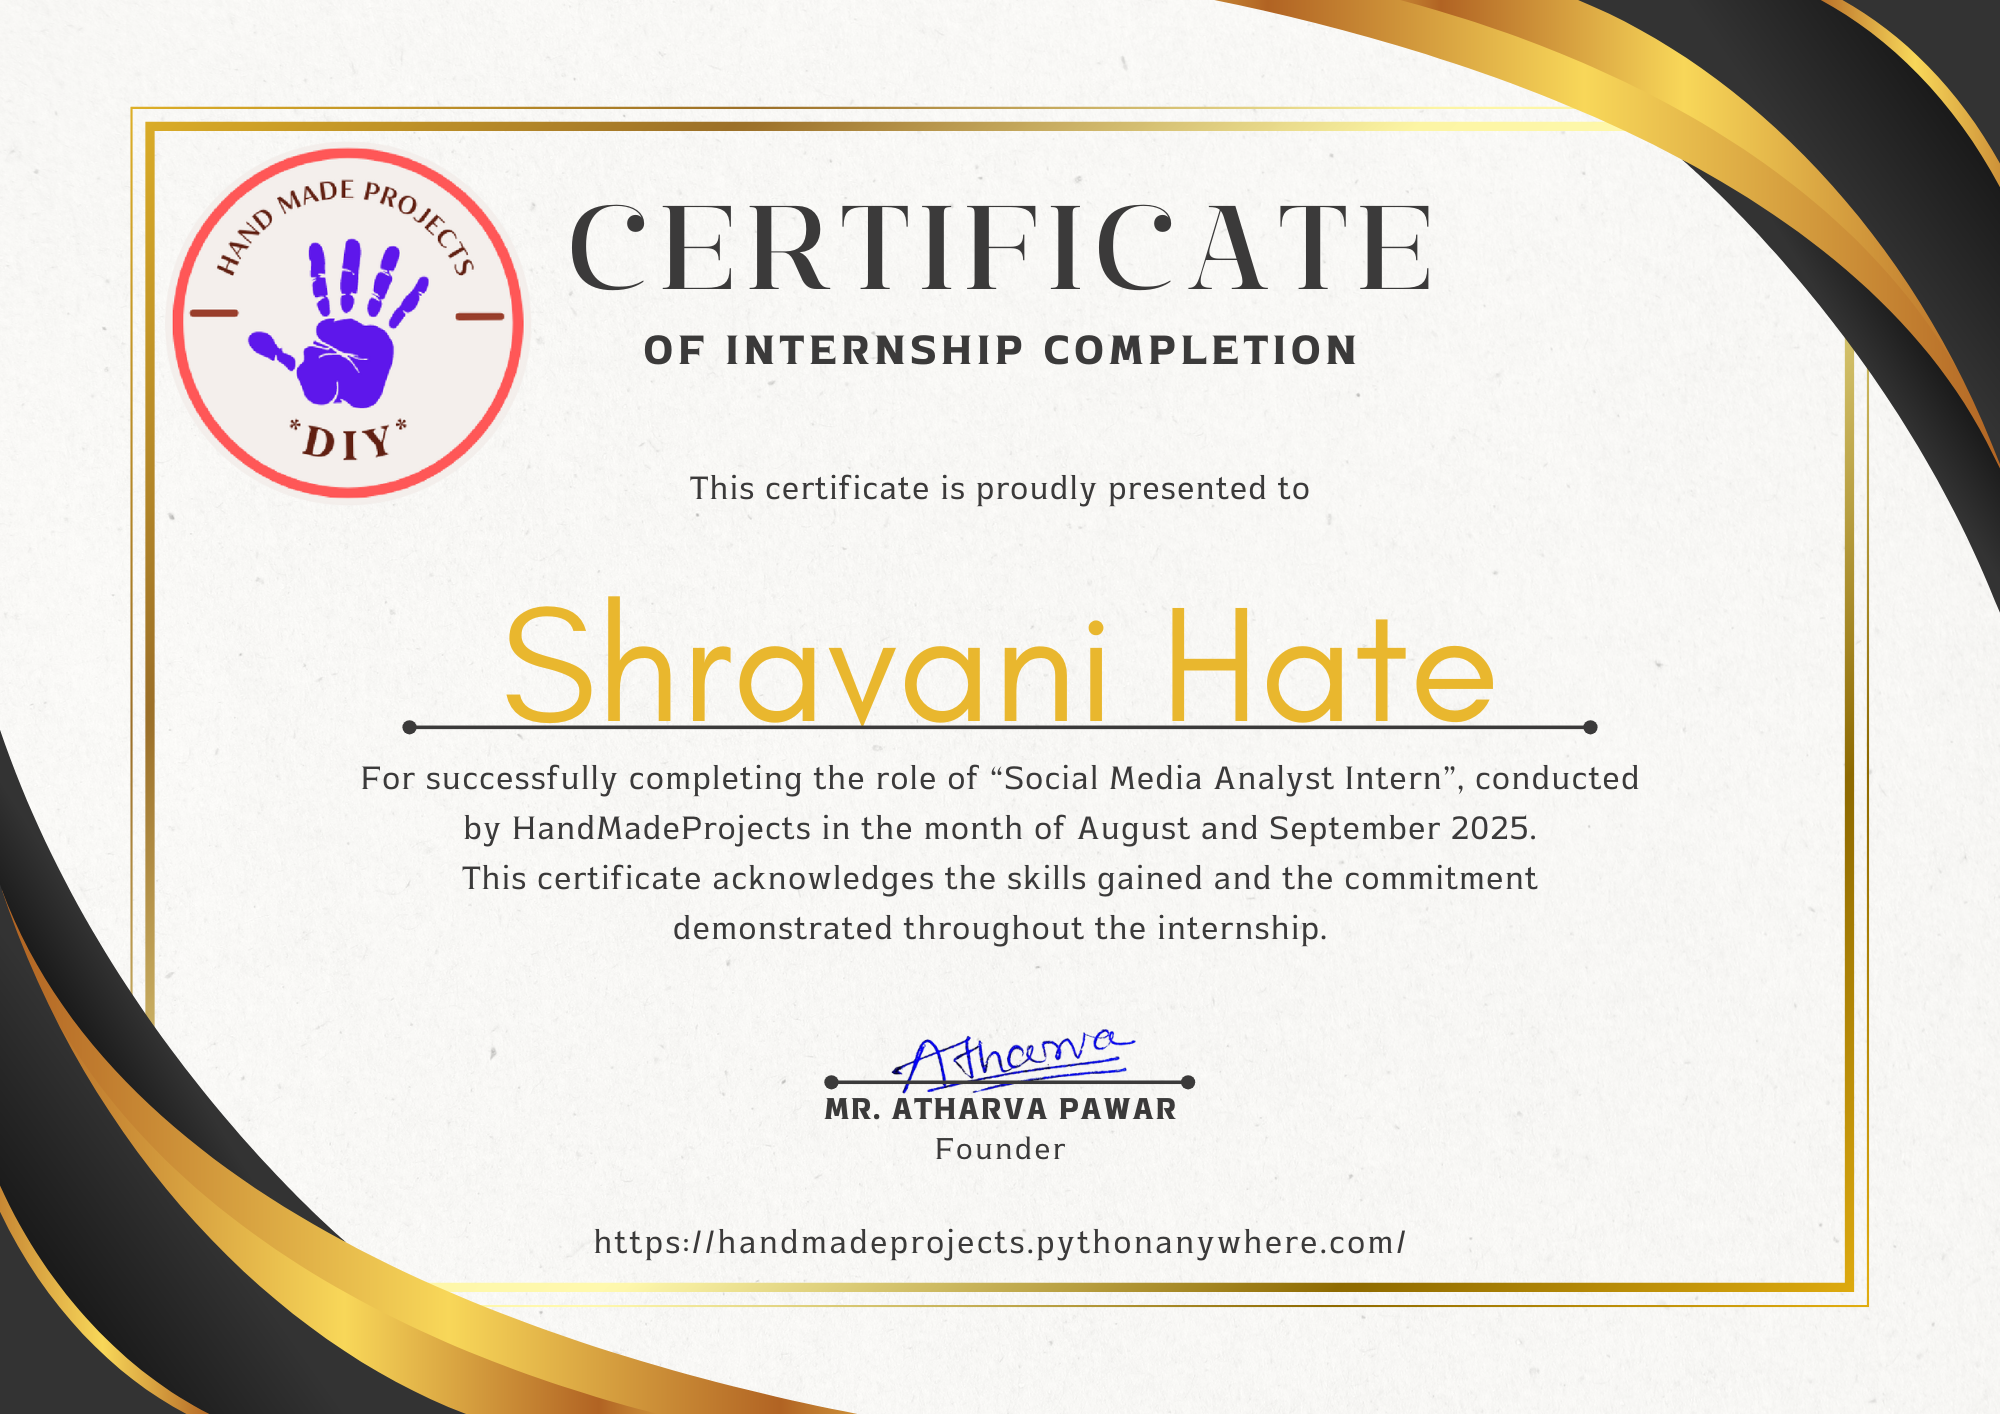 HAND MADE PROJECTS
*DIY*
CERTIFICATE
OF INTERNSHIP COMPLETION
This certificate is proudly presented to
Shravani Hate
For successfully completing the role of “Social Media Analyst Intern”, conducted
by HandMadeProjects in the month of August and September 2025.
This certificate acknowledges the skills gained and the commitment
demonstrated throughout the internship.
Atharva
MR. ATHARVA PAWAR
Founder
https://handmadeprojects.pythonanywhere.com/